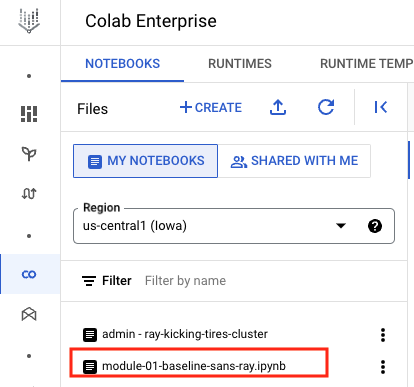 Colab Enterprise
NOTEBOOKS RUNTIMES RUNTIME TEMP
Files +CREATE
MY NOTEBOOKS SHARED WITH ME
Region
us-central1 (Iowa)
Filter Filter by name
admin - ray-kicking-tires-cluster
module-01-baseline-sans-ray.ipynb